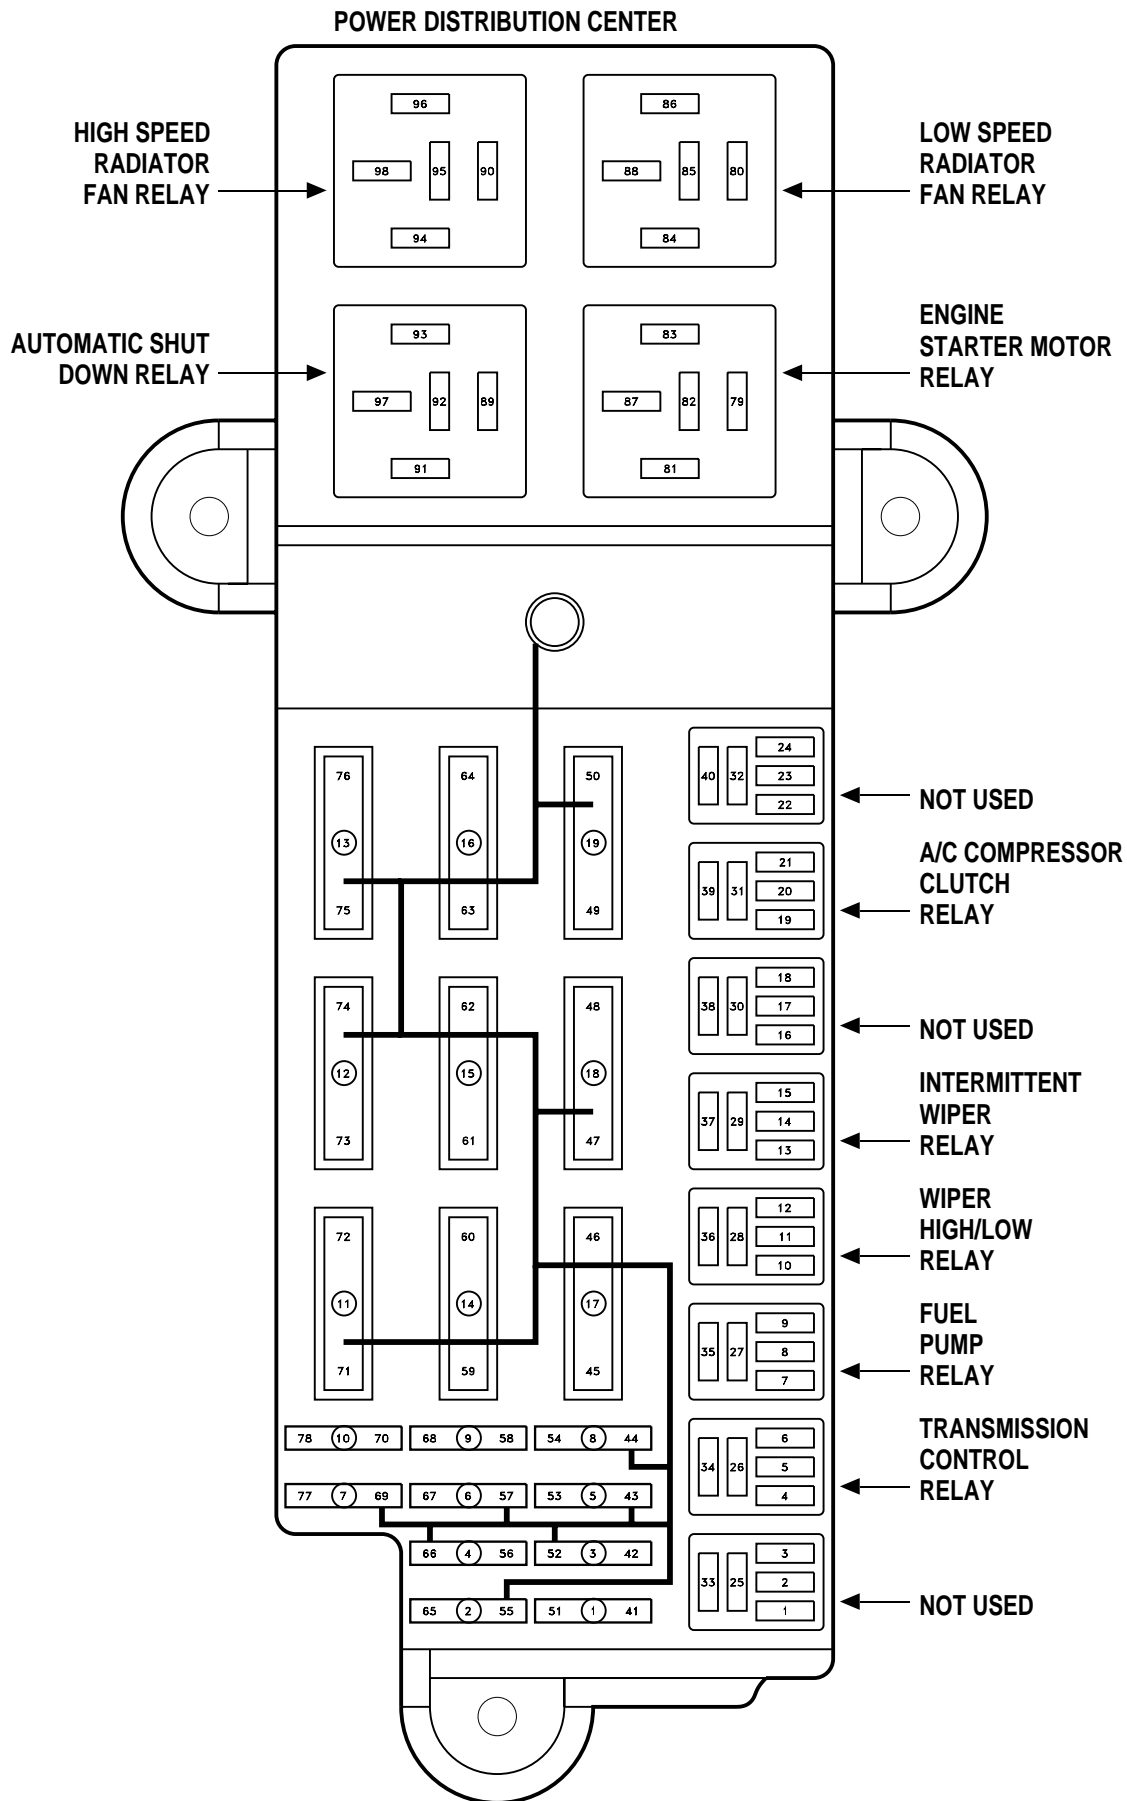 POWER DISTRIBUTION CENTER
HIGH SPEED
RADIATOR
FAN RELAY
96
98 95 90
94
86
88 85 80
84
LOW SPEED
RADIATOR
FAN RELAY
AUTOMATIC SHUT
DOWN RELAY
93
97 92 89
91
83
87 82 79
81
ENGINE
STARTER MOTOR
RELAY
76
13
75
64
16
63
50
19
49
74
12
73
62
15
61
48
18
47
72
11
71
60
14
59
46
17
45
78 10 70
68 9 58
54 8 44
77 7 69
67 6 57
53 5 43
66 4 56
52 3 42
65 2 55
51 1 41
40 32
24
23
22
NOT USED
39 31
21
20
19
A/C COMPRESSOR
CLUTCH
RELAY
38 30
18
17
16
NOT USED
37 29
15
14
13
INTERMITTENT
WIPER
RELAY
36 28
12
11
10
WIPER
HIGH/LOW
RELAY
35 27
9
8
7
FUEL
PUMP
RELAY
34 26
6
5
4
TRANSMISSION
CONTROL
RELAY
33 25
3
2
1
NOT USED